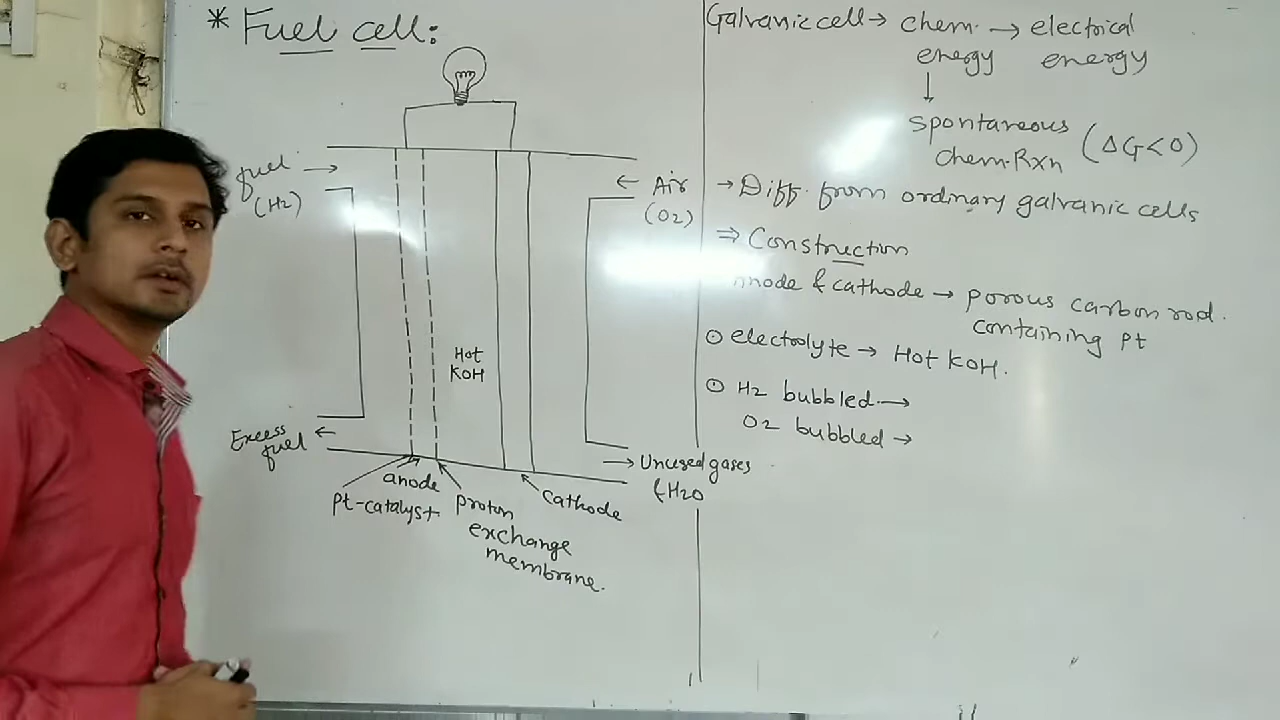 * Fuel cell:
fuel →
(H2)
← Air
(O2)
Hot
KOH
Excess ←
fuel
→ Unused gases
& H2O
anode
Pt-catalyst
proton
exchange
membrane.
cathode
Galvanic cell → chem. → electrical
energy energy
↓
spontaneous
chem. Rxn (ΔG<0)
→ Diff. from ordinary galvanic cells
⇒ Construction
anode & cathode → porous carbon rod.
containing Pt
⊙ electrolyte → Hot KOH.
⊙ H2 bubbled →
O2 bubbled →